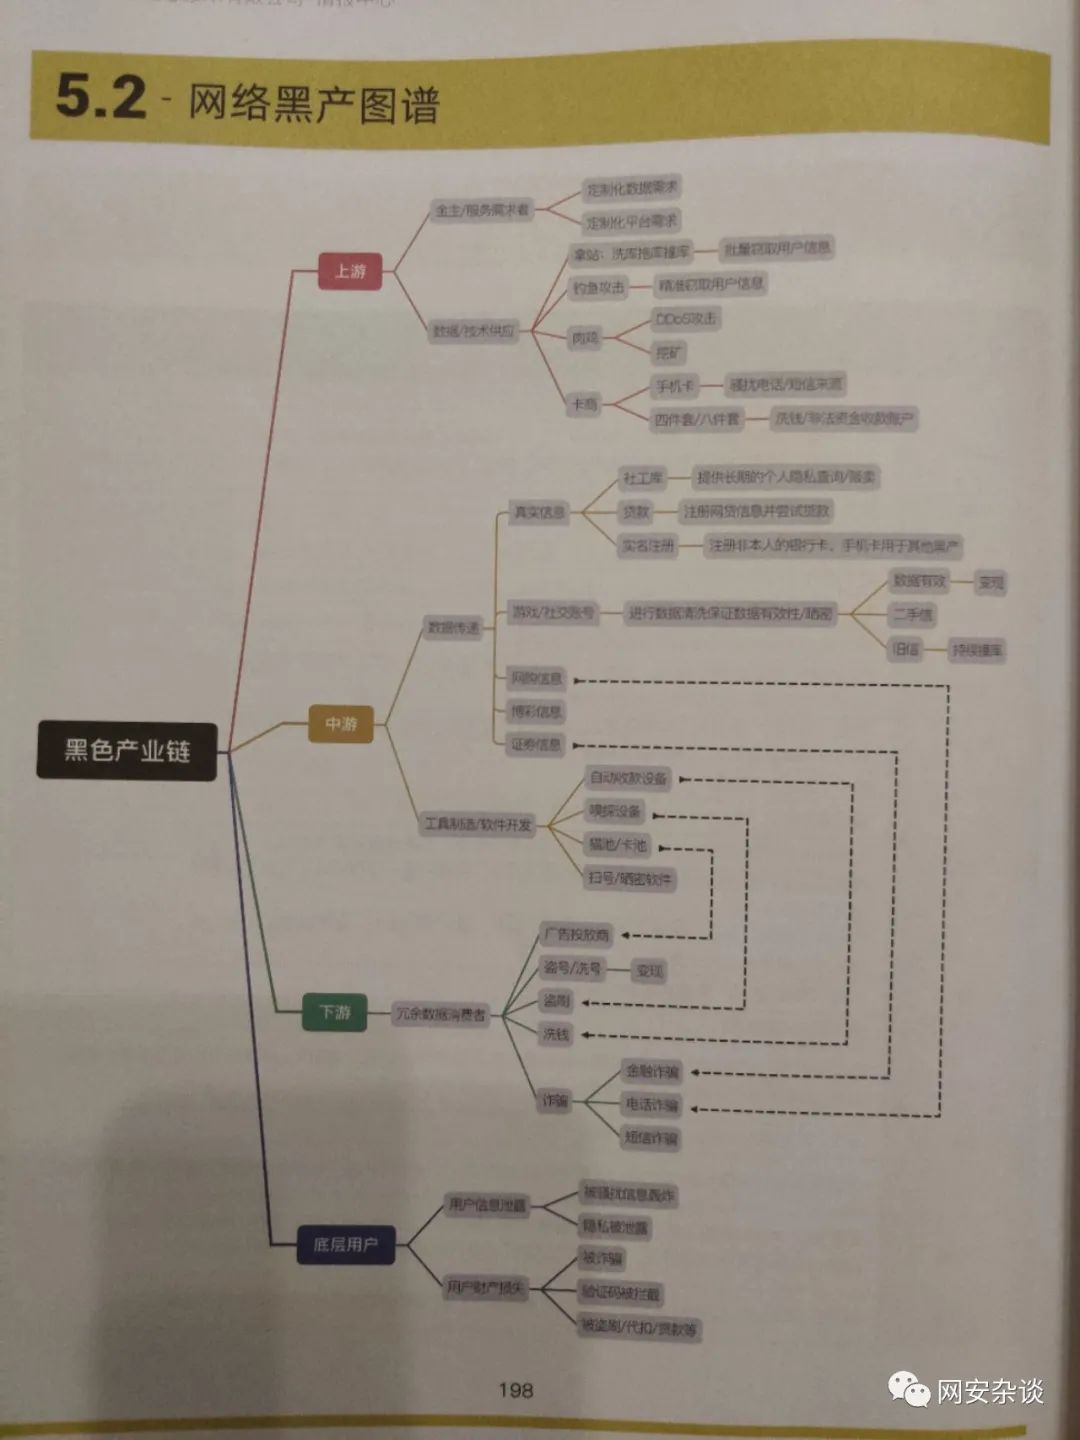 情报中心
5.2 - 网络黑产图谱
黑色产业链
上游
金主/服务需求者
定制化数据需求
定制化平台需求
数据/技术供应
拿站：洗库拖库撞库
批量窃取用户信息
钓鱼攻击
精准窃取用户信息
肉鸡
DDoS攻击
挖矿
卡商
手机卡
骚扰电话/短信来源
四件套/八件套
洗钱/非法资金收款账户
中游
数据传递
真实信息
社工库
提供长期的个人隐私查询/贩卖
贷款
注册网贷信息并尝试贷款
实名注册
注册非本人的银行卡、手机卡用于其他黑产
游戏/社交账号
进行数据清洗保证数据有效性/晒密
数据有效
变现
二手信
旧信
持续撞库
网购信息
博彩信息
证券信息
工具制造/软件开发
自动收款设备
嗅探设备
猫池/卡池
扫号/晒密软件
下游
冗余数据消费者
广告投放商
盗号/洗号
变现
盗刷
洗钱
诈骗
金融诈骗
电话诈骗
短信诈骗
底层用户
用户信息泄露
被骚扰信息轰炸
隐私被泄露
用户财产损失
被诈骗
验证码被拦截
被盗刷/代扣/贷款等
198
网安杂谈